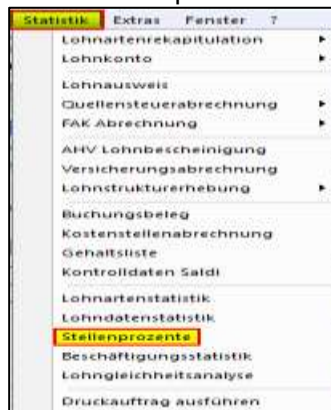 Statistik Extras Fenster ?
Lohnartenrekapitulation
Lohnkonto
Lohnausweis
Quellensteuerabrechnung
FAK Abrechnung
AHV Lohnbescheinigung
Versicherungsabrechnung
Lohnstrukturerhebung
Buchungsbeleg
Kostenstellenabrechnung
Gehaltsliste
Kontrolldaten Saldi
Lohnartenstatistik
Lohndatenstatistik
Stellenprozente
Beschäftigungsstatistik
Lohngleichheitsanalyse
Druckauftrag ausführen